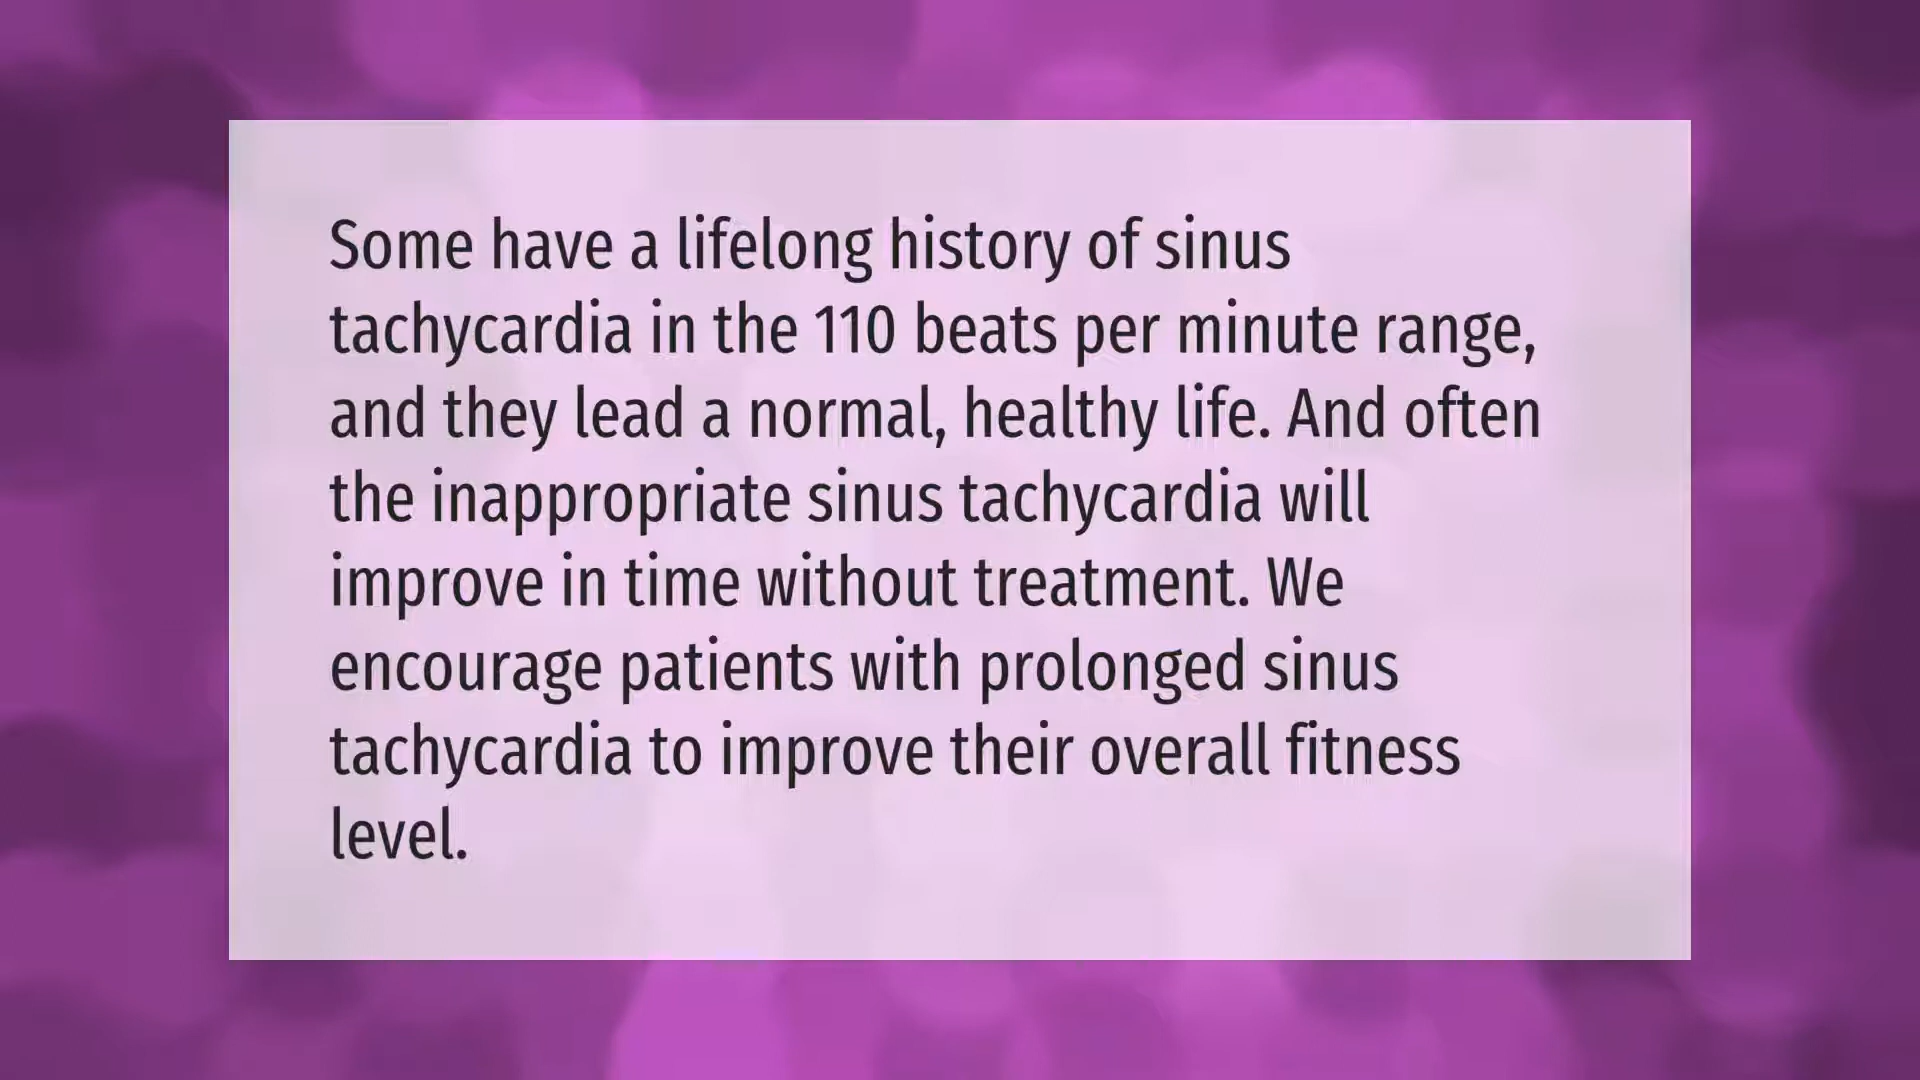 Some have a lifelong history of sinus
tachycardia in the 110 beats per minute range,
and they lead a normal, healthy life. And often
the inappropriate sinus tachycardia will
improve in time without treatment. We
encourage patients with prolonged sinus
tachycardia to improve their overall fitness
level.